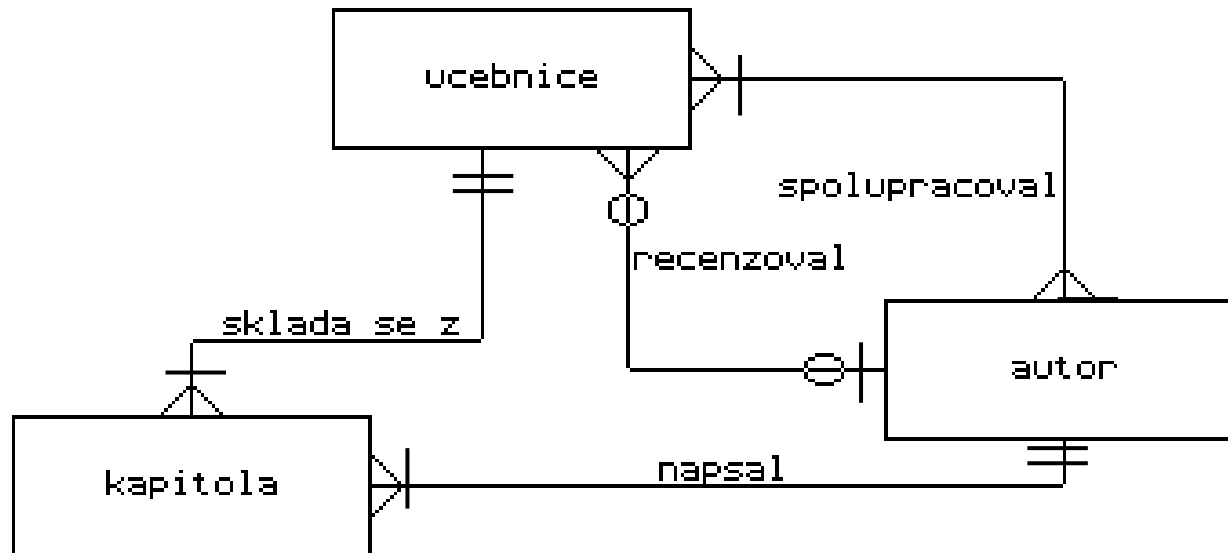 ucebnice
spolupracoval
recenzoval
sklada se z
autor
napsal
kapitola